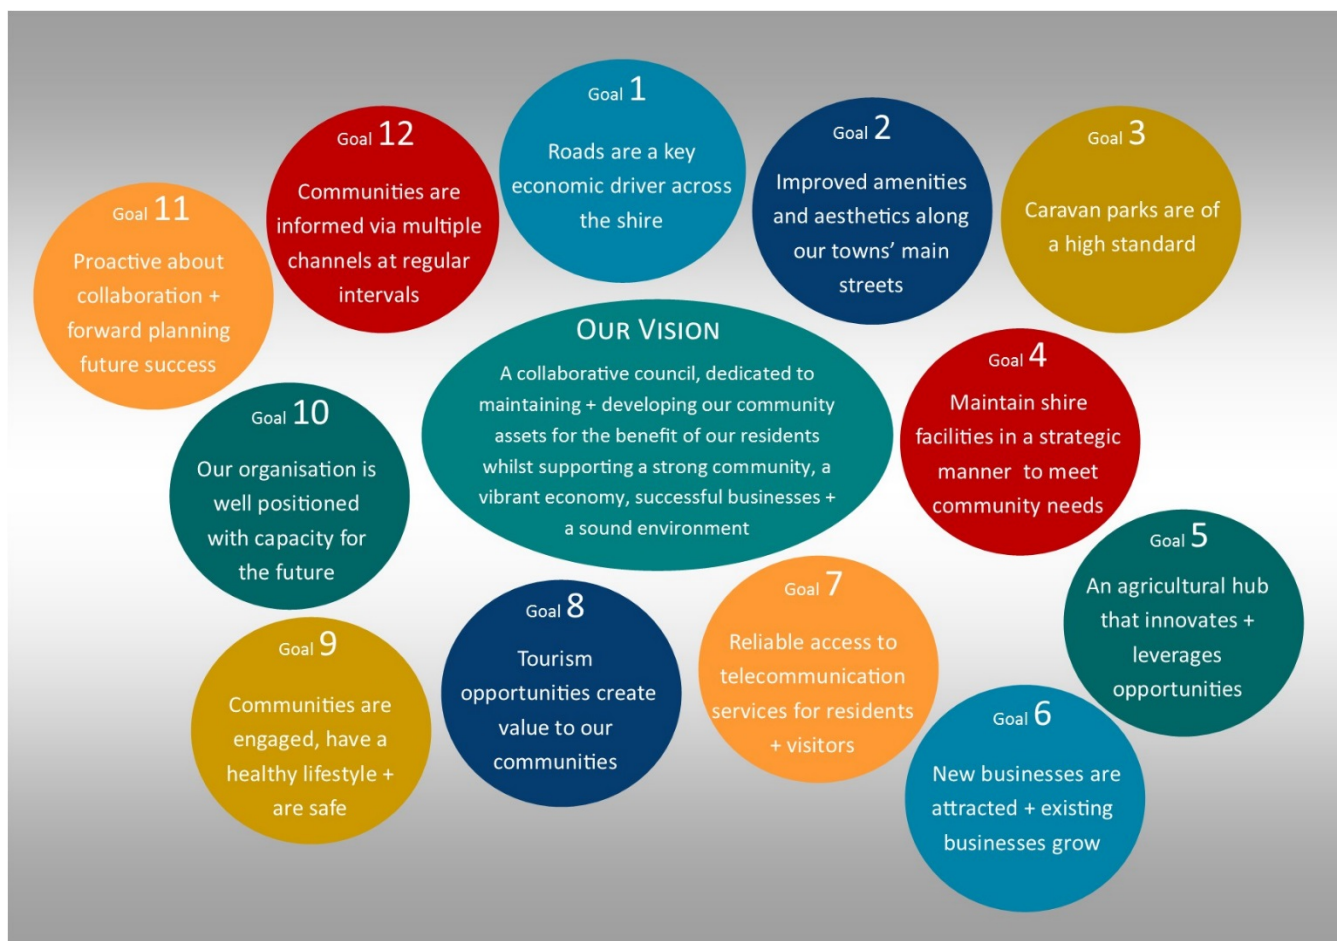 Goal 1
Roads are a key
economic driver across
the shire
Goal 2
Improved amenities
and aesthetics along
our towns’ main
streets
Goal 3
Caravan parks are of
a high standard
Goal 4
Maintain shire
facilities in a strategic
manner to meet
community needs
Goal 5
An agricultural hub
that innovates +
leverages
opportunities
Goal 6
New businesses are
attracted + existing
businesses grow
Goal 7
Reliable access to
telecommunication
services for residents
+ visitors
Goal 8
Tourism
opportunities create
value to our
communities
Goal 9
Communities are
engaged, have a
healthy lifestyle +
are safe
Goal 10
Our organisation is
well positioned
with capacity for
the future
Goal 11
Proactive about
collaboration +
forward planning
future success
Goal 12
Communities are
informed via multiple
channels at regular
intervals
OUR VISION
A collaborative council, dedicated to
maintaining + developing our community
assets for the benefit of our residents
whilst supporting a strong community, a
vibrant economy, successful businesses +
a sound environment